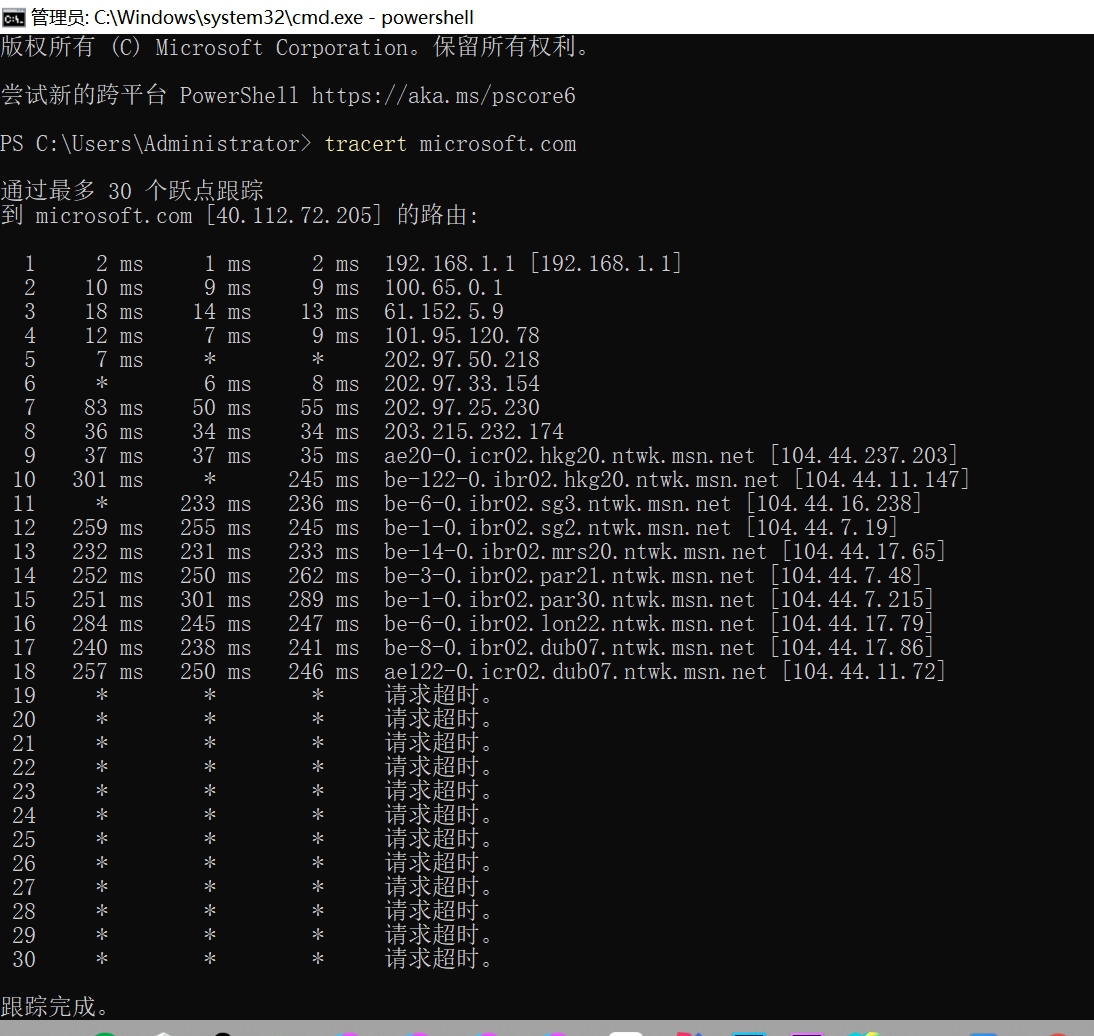 管理员: C:\Windows\system32\cmd.exe - powershell
版权所有 (C) Microsoft Corporation。保留所有权利。
尝试新的跨平台 PowerShell https://aka.ms/pscore6
PS C:\Users\Administrator> tracert microsoft.com
通过最多 30 个跃点跟踪
到 microsoft.com [40.112.72.205] 的路由:
1 2 ms 1 ms 2 ms 192.168.1.1 [192.168.1.1]
2 10 ms 9 ms 9 ms 100.65.0.1
3 18 ms 14 ms 13 ms 61.152.5.9
4 12 ms 7 ms 9 ms 101.95.120.78
5 7 ms * * 202.97.50.218
6 * 6 ms 8 ms 202.97.33.154
7 83 ms 50 ms 55 ms 202.97.25.230
8 36 ms 34 ms 34 ms 203.215.232.174
9 37 ms 37 ms 35 ms ae20-0.icr02.hkg20.ntwk.msn.net [104.44.237.203]
10 301 ms * 245 ms be-122-0.ibr02.hkg20.ntwk.msn.net [104.44.11.147]
11 * 233 ms 236 ms be-6-0.ibr02.sg3.ntwk.msn.net [104.44.16.238]
12 259 ms 255 ms 245 ms be-1-0.ibr02.sg2.ntwk.msn.net [104.44.7.19]
13 232 ms 231 ms 233 ms be-14-0.ibr02.mrs20.ntwk.msn.net [104.44.17.65]
14 252 ms 250 ms 262 ms be-3-0.ibr02.par21.ntwk.msn.net [104.44.7.48]
15 251 ms 301 ms 289 ms be-1-0.ibr02.par30.ntwk.msn.net [104.44.7.215]
16 284 ms 245 ms 247 ms be-6-0.ibr02.lon22.ntwk.msn.net [104.44.17.79]
17 240 ms 238 ms 241 ms be-8-0.ibr02.dub07.ntwk.msn.net [104.44.17.86]
18 257 ms 250 ms 246 ms ae122-0.icr02.dub07.ntwk.msn.net [104.44.11.72]
19 * * * 请求超时。
20 * * * 请求超时。
21 * * * 请求超时。
22 * * * 请求超时。
23 * * * 请求超时。
24 * * * 请求超时。
25 * * * 请求超时。
26 * * * 请求超时。
27 * * * 请求超时。
28 * * * 请求超时。
29 * * * 请求超时。
30 * * * 请求超时。
跟踪完成。